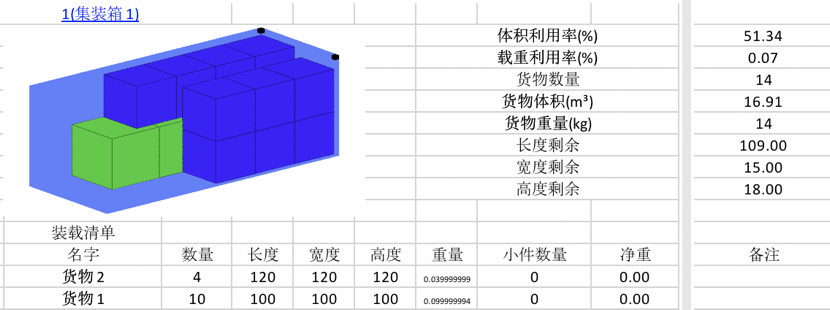 1(集装箱1)
体积利用率(%) 51.34
载重利用率(%) 0.07
货物数量 14
货物体积(m³) 16.91
货物重量(kg) 14
长度剩余 109.00
宽度剩余 15.00
高度剩余 18.00
装载清单
名字 数量 长度 宽度 高度 重量 小件数量 净重 备注
货物2 4 120 120 120 0.039999999 0 0.00
货物1 10 100 100 100 0.099999994 0 0.00